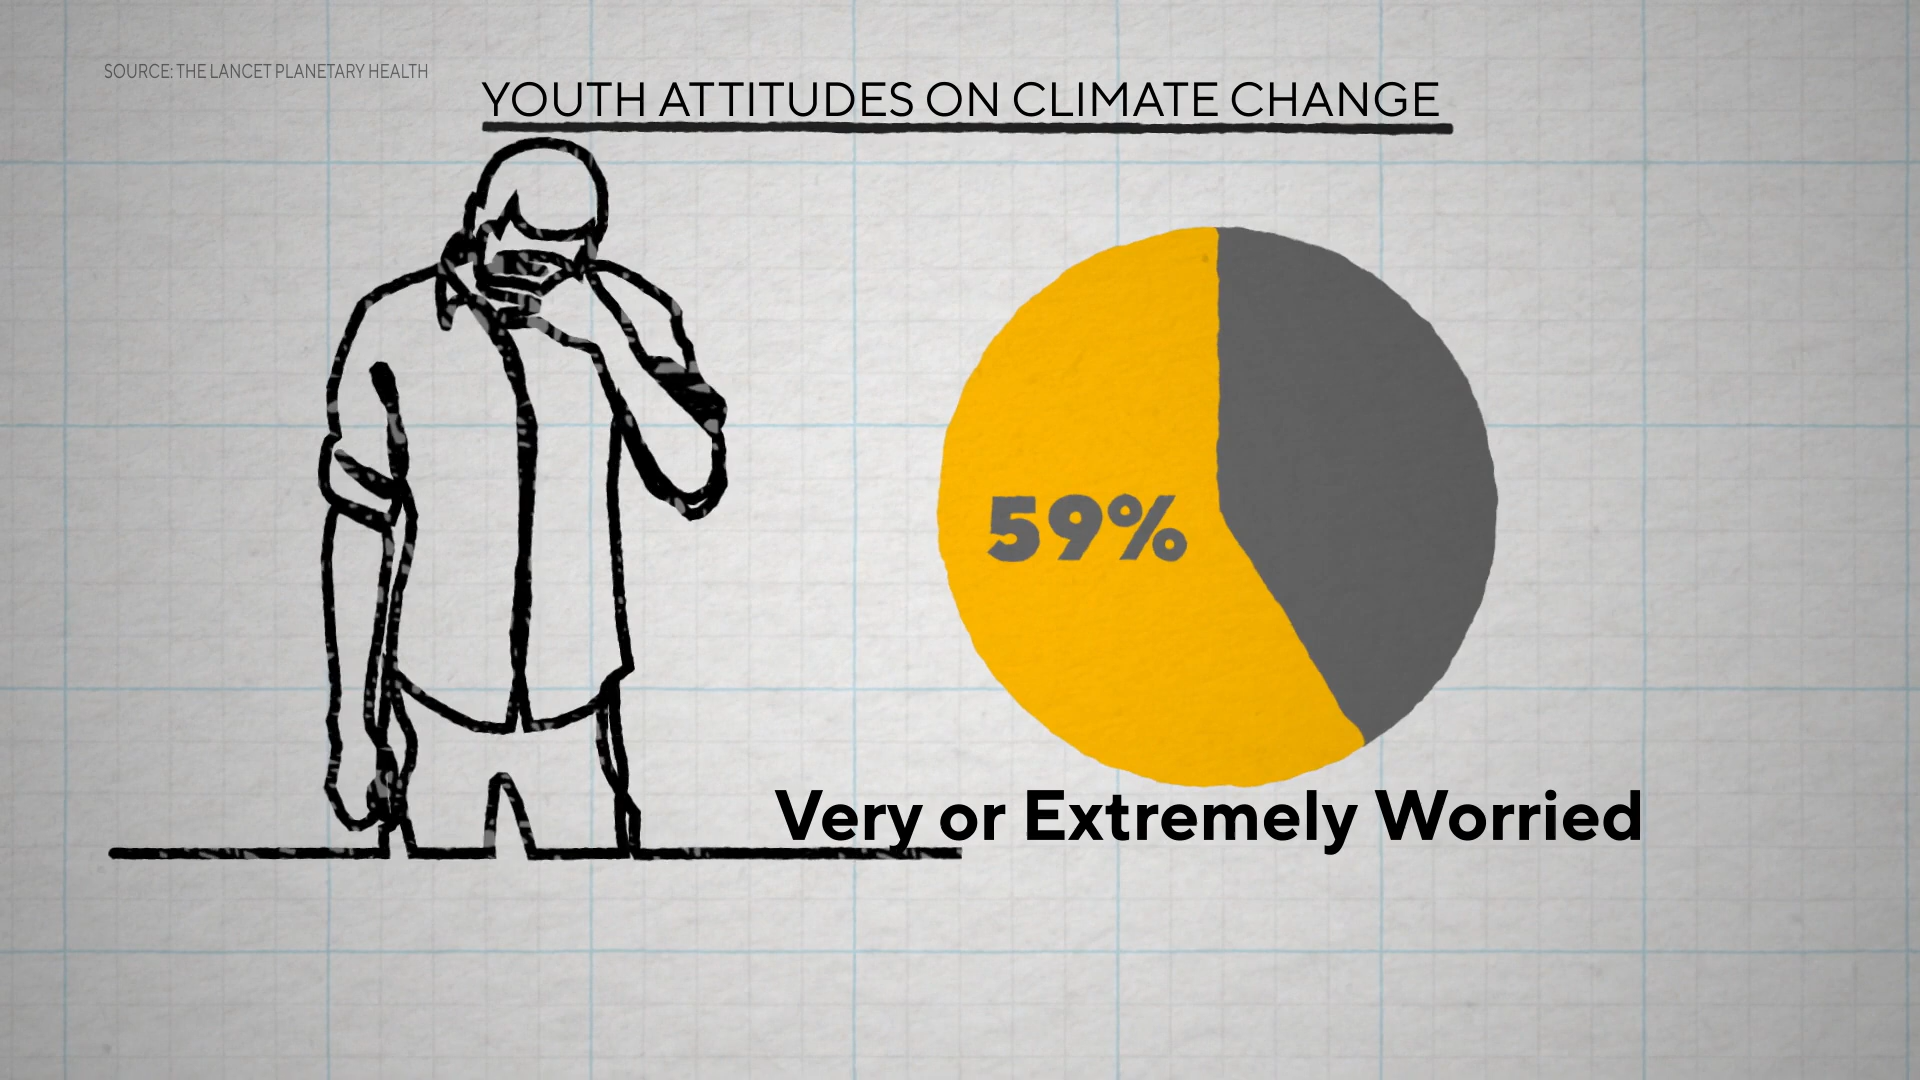 SOURCE: THE LANCET PLANETARY HEALTH
YOUTH ATTITUDES ON CLIMATE CHANGE
59%
Very or Extremely Worried